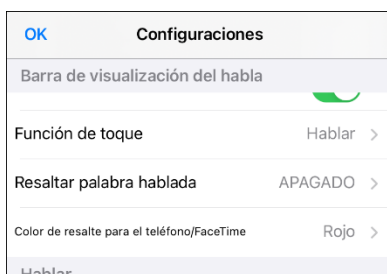 OK Configuraciones
Barra de visualización del habla
Función de toque Hablar
Resaltar palabra hablada APAGADO
Color de resalte para el teléfono/FaceTime Rojo
Hablar